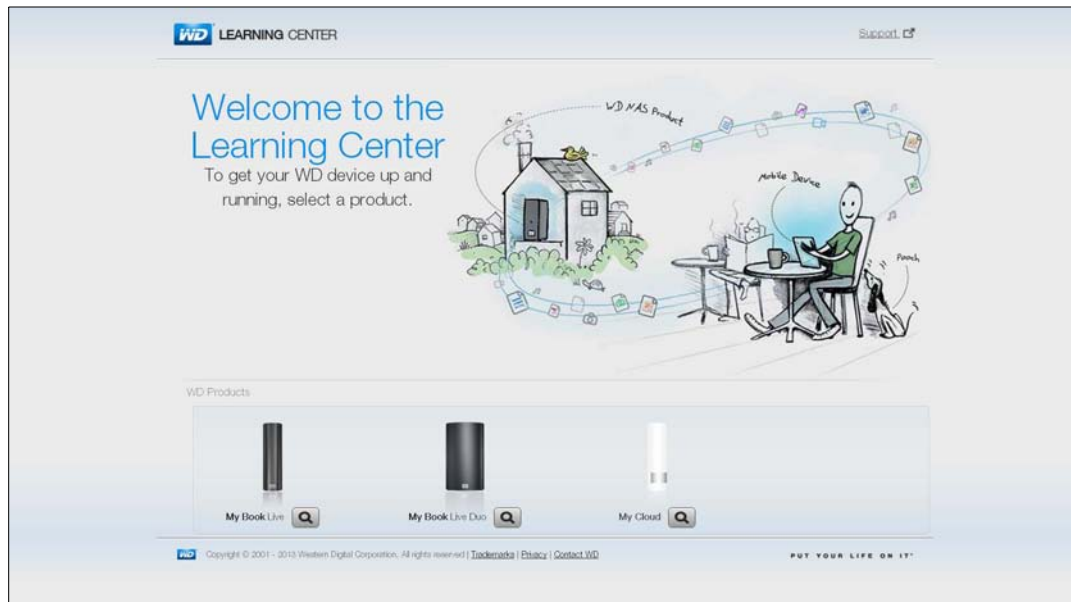 WD LEARNING CENTER
Support
Welcome to the
Learning Center
To get your WD device up and
running, select a product.
WD NAS Product
Mobile Device
Pooch
WD Products
My Book Live
My Book Live Duo
My Cloud
WD Copyright © 2001 - 2013 Western Digital Corporation, All rights reserved | Trademarks | Privacy | Contact WD
PUT YOUR LIFE ON IT™